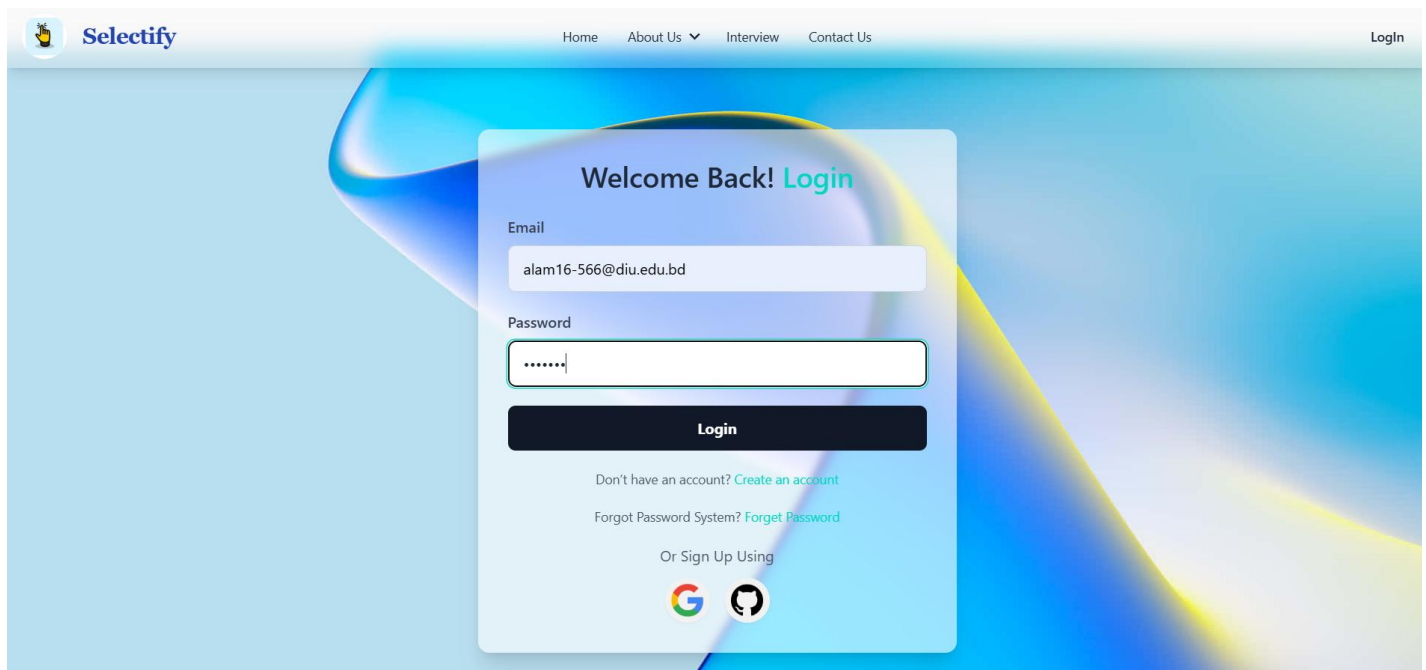 Selectify
Home About Us Interview Contact Us LogIn
Welcome Back! Login
Email
alam16-566@diu.edu.bd
Password
•••••••
Login
Don't have an account? Create an account
Forgot Password System? Forget Password
Or Sign Up Using